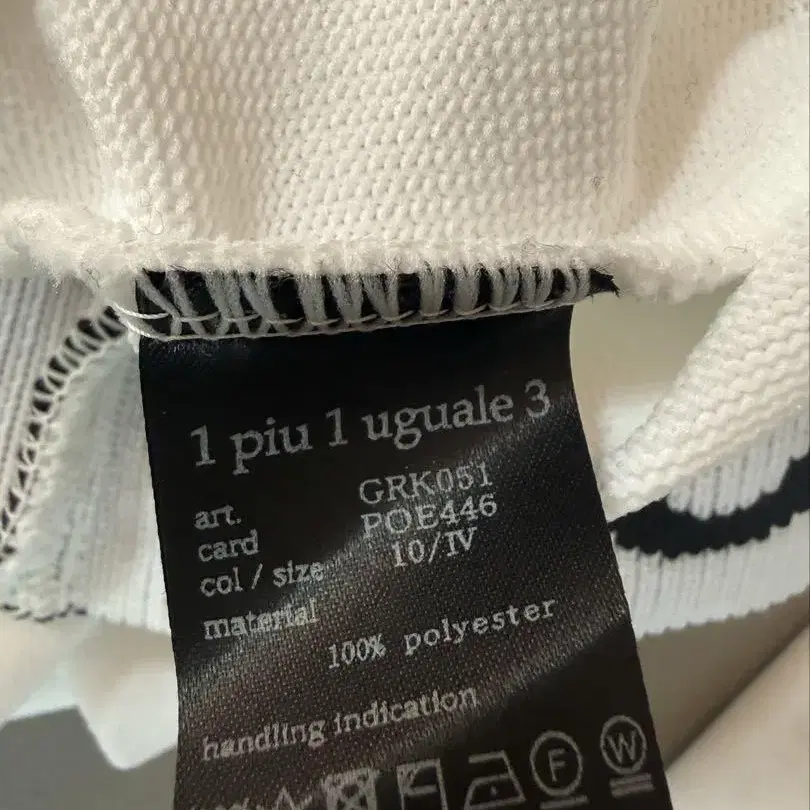 1 piu 1 uguale 3
art. GRK051
card POE446
col / size 10/IV
material
100% polyester
handling indication
F W